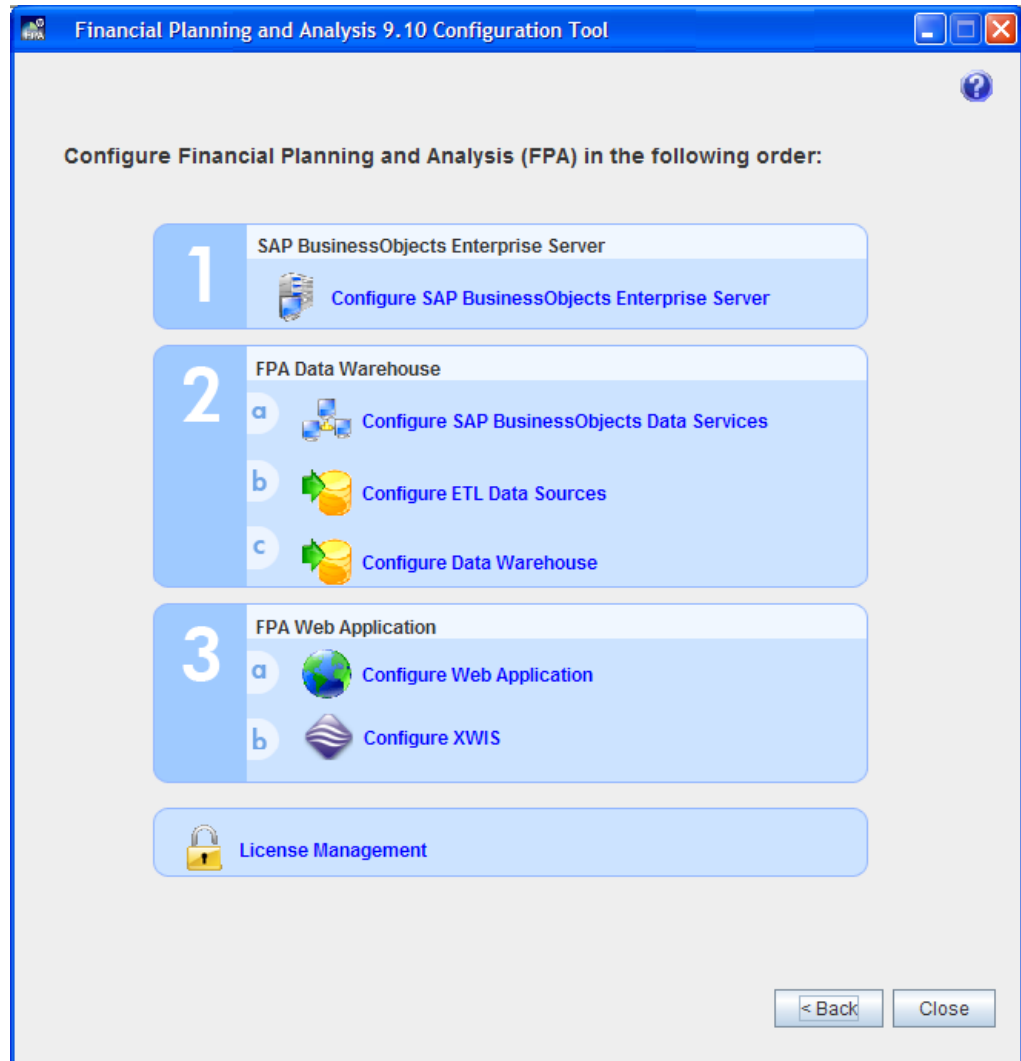 FPA
Financial Planning and Analysis 9.10 Configuration Tool
?
Configure Financial Planning and Analysis (FPA) in the following order:
1
SAP BusinessObjects Enterprise Server
Configure SAP BusinessObjects Enterprise Server
2
FPA Data Warehouse
a
Configure SAP BusinessObjects Data Services
b
Configure ETL Data Sources
c
Configure Data Warehouse
3
FPA Web Application
a
Configure Web Application
b
Configure XWIS
License Management
< Back
Close